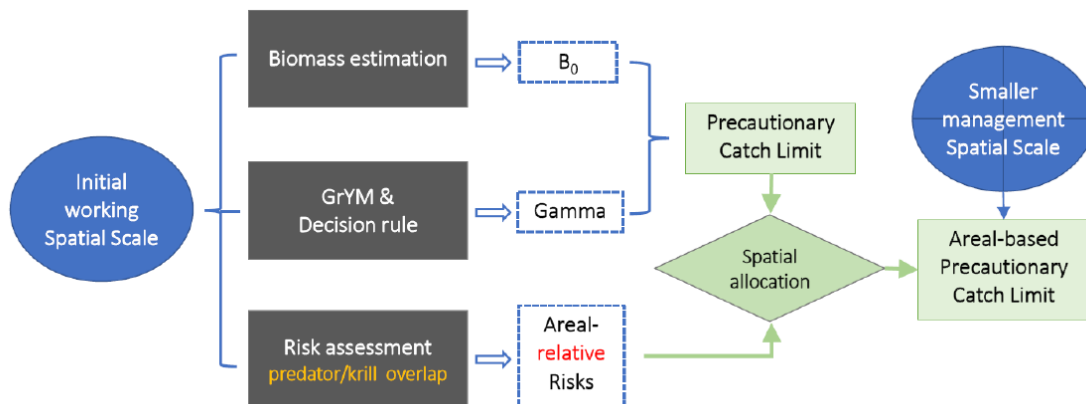 Initial
working
Spatial Scale
Biomass estimation
B₀
GrYM &
Decision rule
Gamma
Risk assessment
predator/krill overlap
Areal-
relative
Risks
Precautionary
Catch Limit
Spatial
allocation
Smaller
management
Spatial Scale
Areal-based
Precautionary
Catch Limit